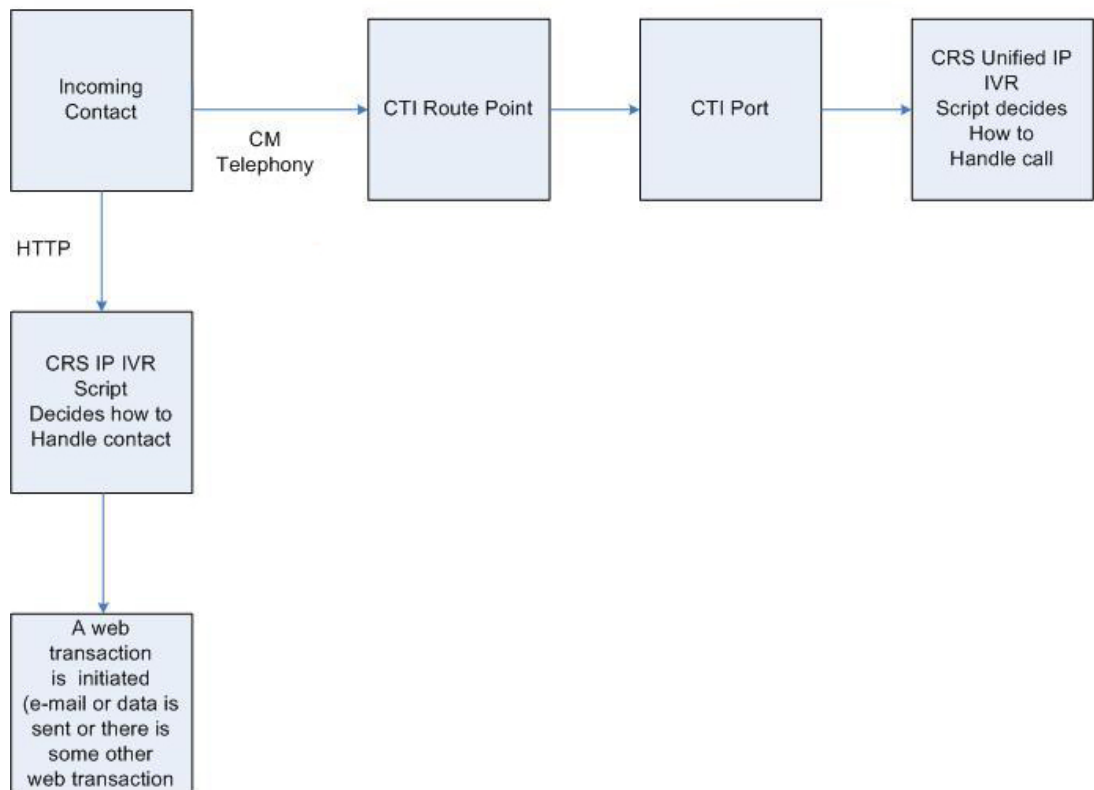 Incoming
Contact
CM
Telephony
CTI Route Point
CTI Port
CRS Unified IP
IVR
Script decides
How to
Handle call
HTTP
CRS IP IVR
Script
Decides how to
Handle contact
A web
transaction
is initiated
(e-mail or data is
sent or there is
some other
web transaction